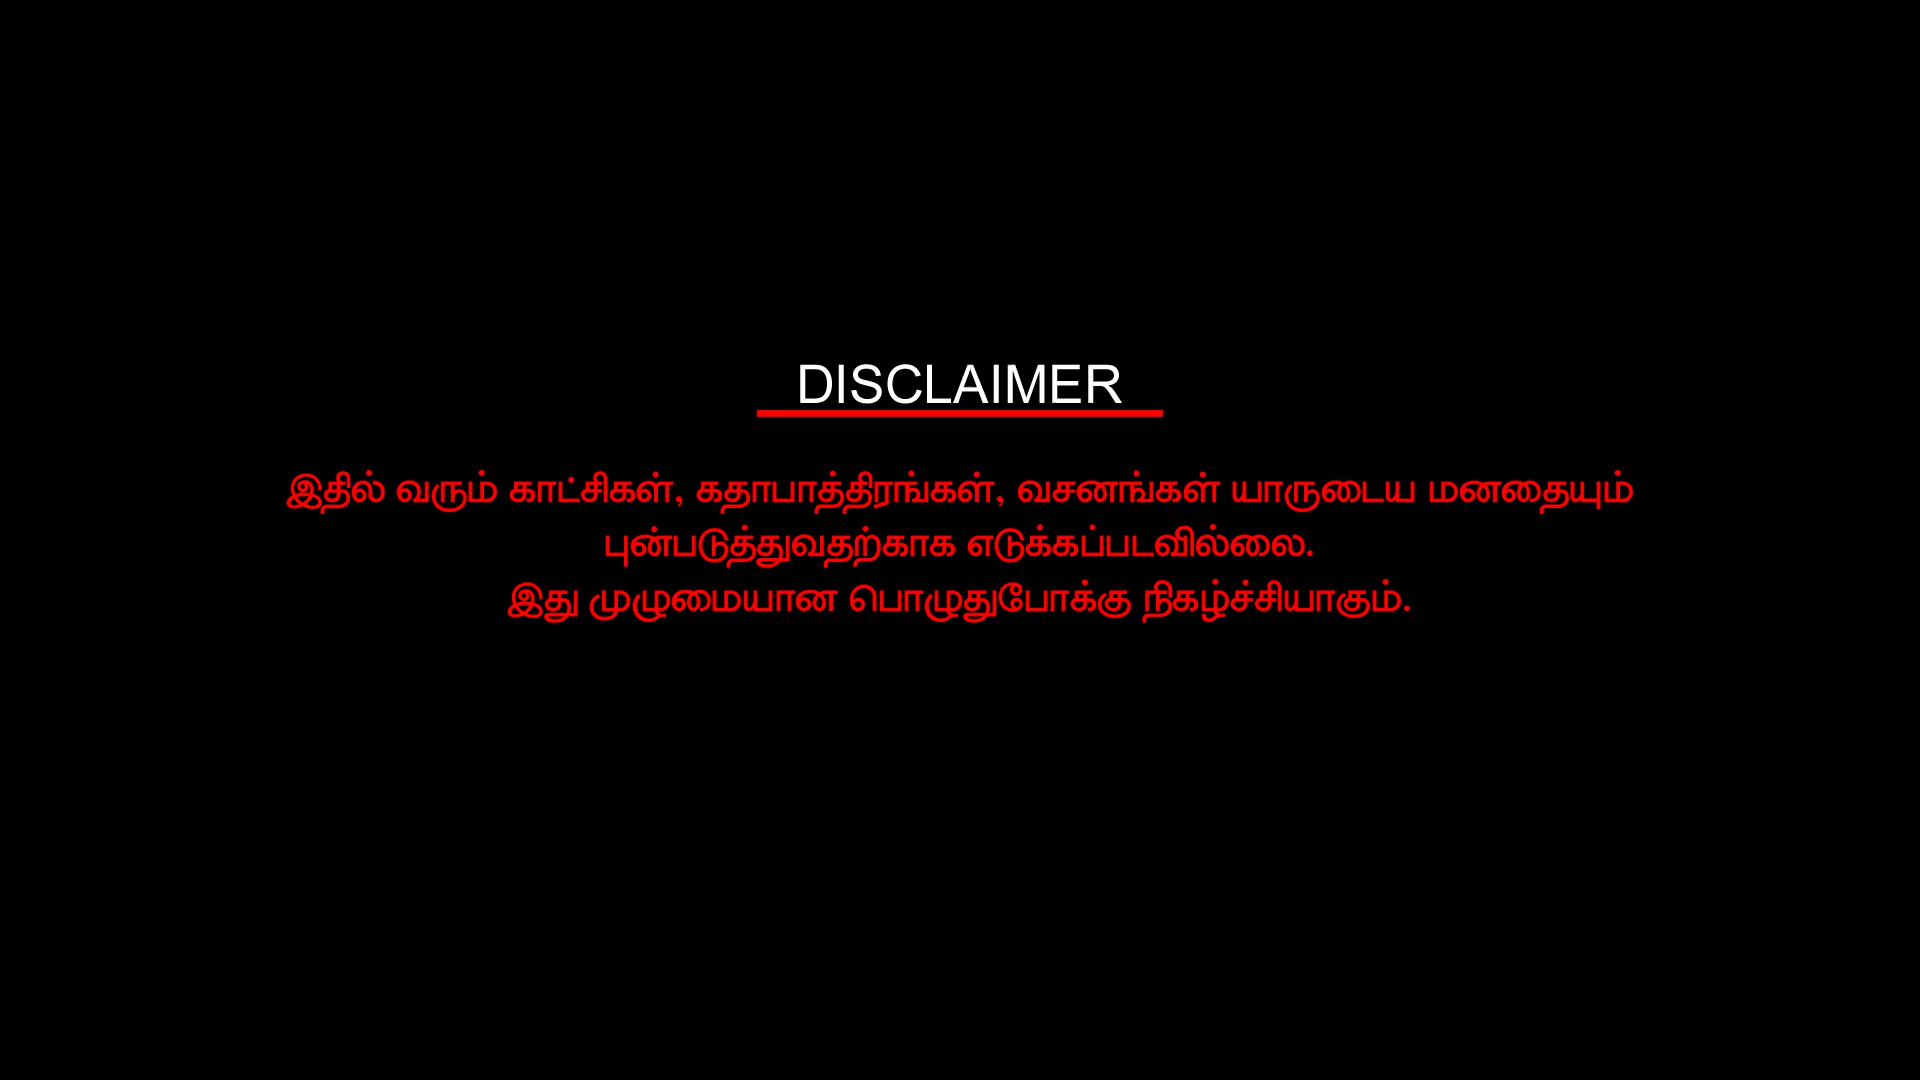 DISCLAIMER
இதில் வரும் காட்சிகள், கதாபாத்திரங்கள், வசனங்கள் யாருடைய மனதையும்
புன்படுத்துவதற்காக எடுக்கப்படவில்லை.
இது முழுமையான பொழுதுபோக்கு நிகழ்ச்சியாகும்.